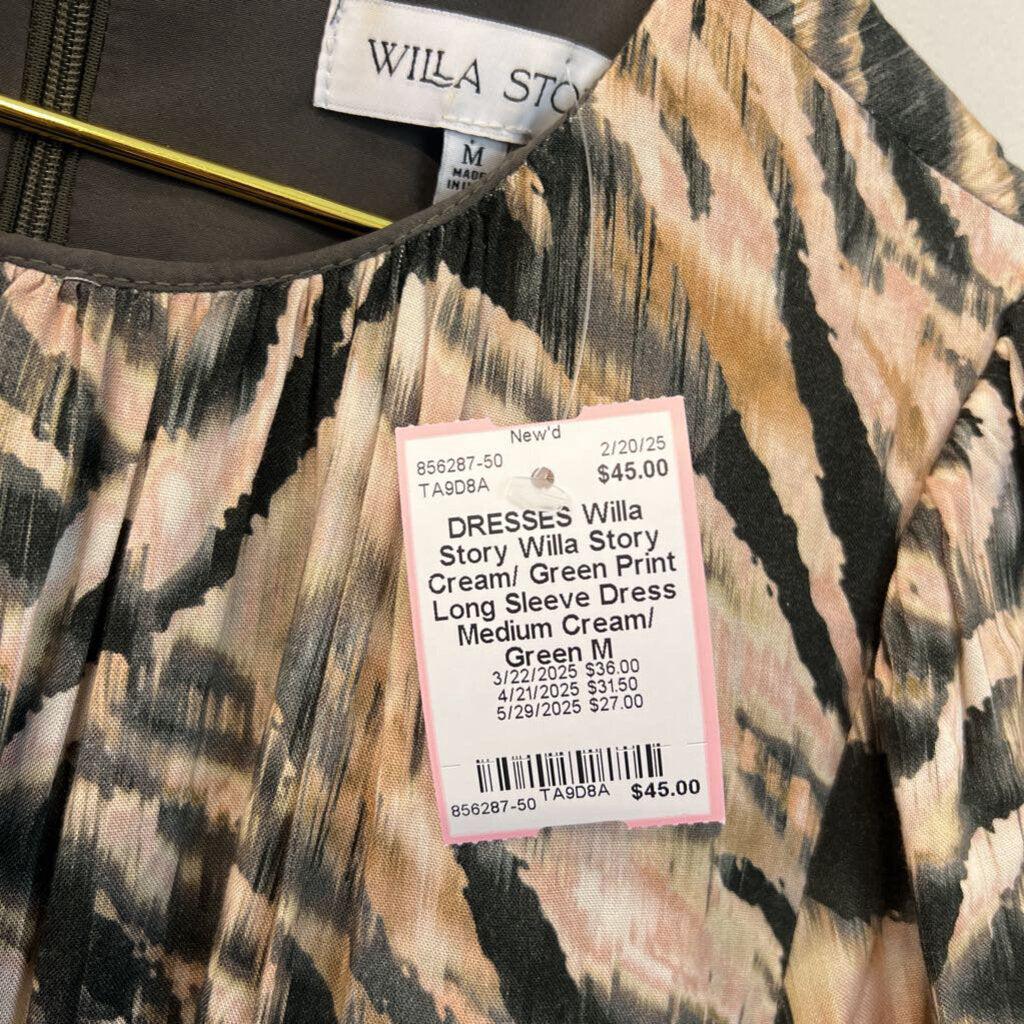 WILLA STO
M
MADE
IN
New'd
856287-50 2/20/25
TA9D8A $45.00
DRESSES Willa
Story Willa Story
Cream/ Green Print
Long Sleeve Dress
Medium Cream/
Green M
3/22/2025 $36.00
4/21/2025 $31.50
5/29/2025 $27.00
856287-50 TA9D8A $45.00